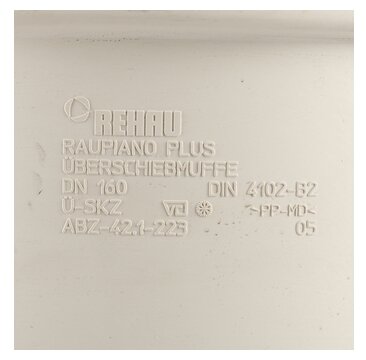 REHAU
RAUPIANO PLUS
ÜBERSCHIEBMUFFE
DN 160 DIN 4102-B2
Ü-SKZ >PP-MD<
ABZ-42.1-223 05